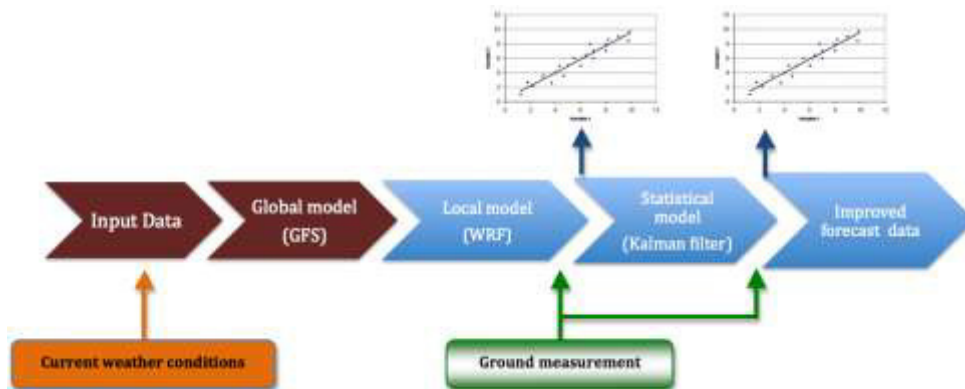 Input Data
Global model
(GFS)
Local model
(WRF)
Statistical
model
(Kalman filter)
Improved
forecast data
Current weather conditions
Ground measurement